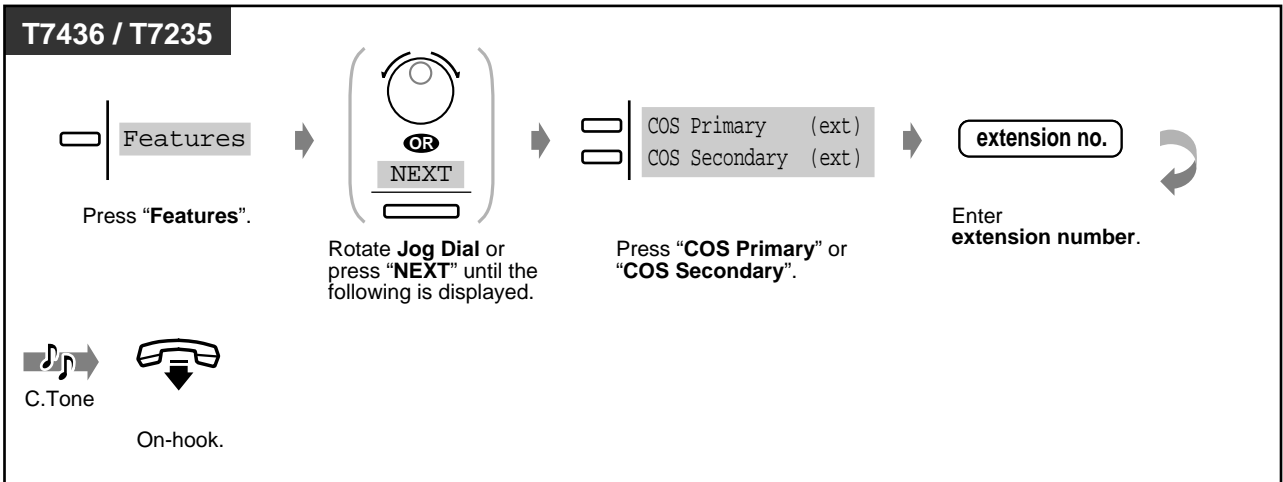 T7436 / T7235
Features
Press “Features”.
OR
NEXT
Rotate Jog Dial or
press “NEXT” until the
following is displayed.
COS Primary (ext)
COS Secondary (ext)
Press “COS Primary” or
“COS Secondary”.
extension no.
Enter
extension number.
C.Tone
On-hook.